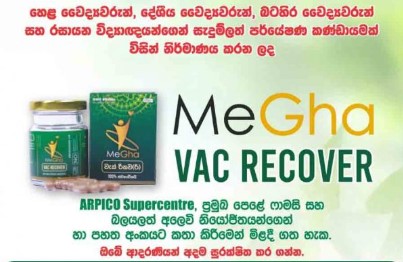 හෙළ වෛද්‍යවරුන්, දේශීය වෛද්‍යවරුන්, බටහිර වෛද්‍යවරුන්
සහ රසායන විද්‍යාඥයන්ගෙන් සැදුම්ලත් පර්යේෂණ කණ්ඩායමක්
විසින් නිර්මාණය කරන ලද
MeGha
VAC RECOVER
MeGha
MeGha
ARPICO Supercentre, ප්‍රමුඛ පෙළේ ෆාමසි සහ
බලයලත් අලෙවි නියෝජිතයන්ගෙන්
හා පහත අංකයට කතා කිරීමෙන් මිළදී ගත හැක.
ඔබේ ආදරණීයන් අදම සුරක්ෂිත කර ගන්න.